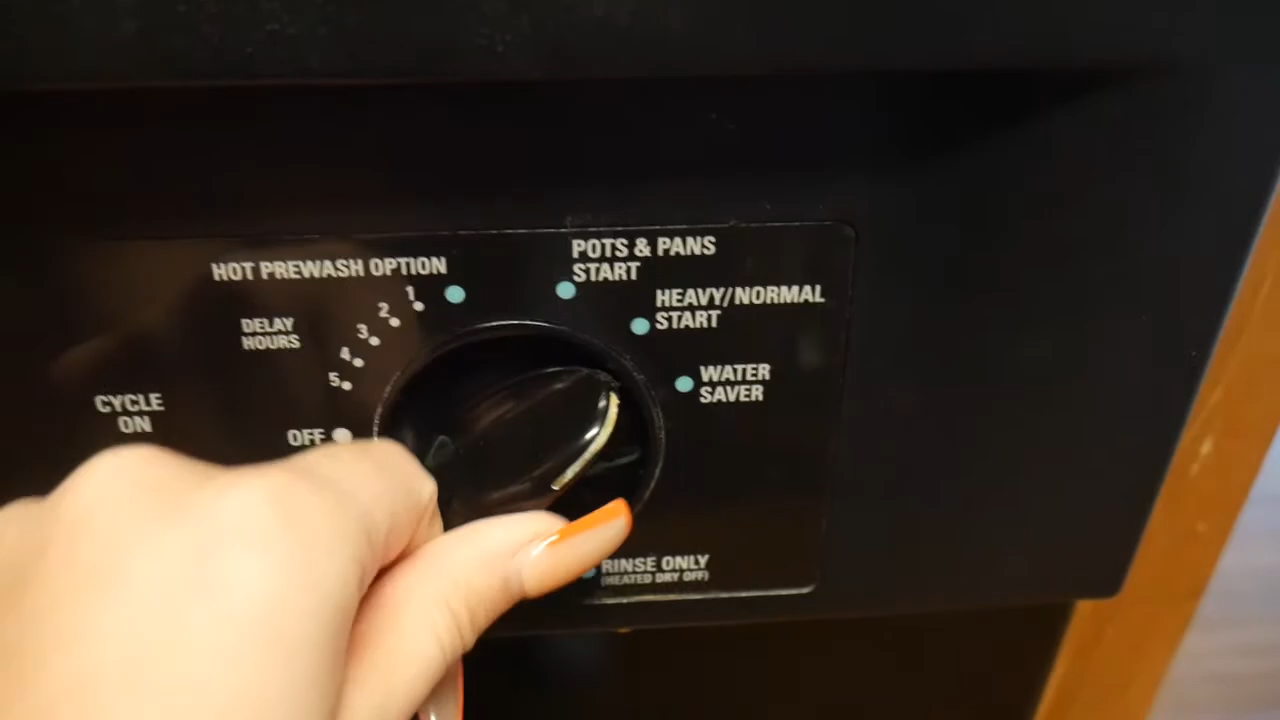 HOT PREWASH OPTION
POTS & PANS
START
1
2
3
4
5
DELAY
HOURS
HEAVY/NORMAL
START
WATER
SAVER
CYCLE
ON
OFF
RINSE ONLY
(HEATED DRY OFF)